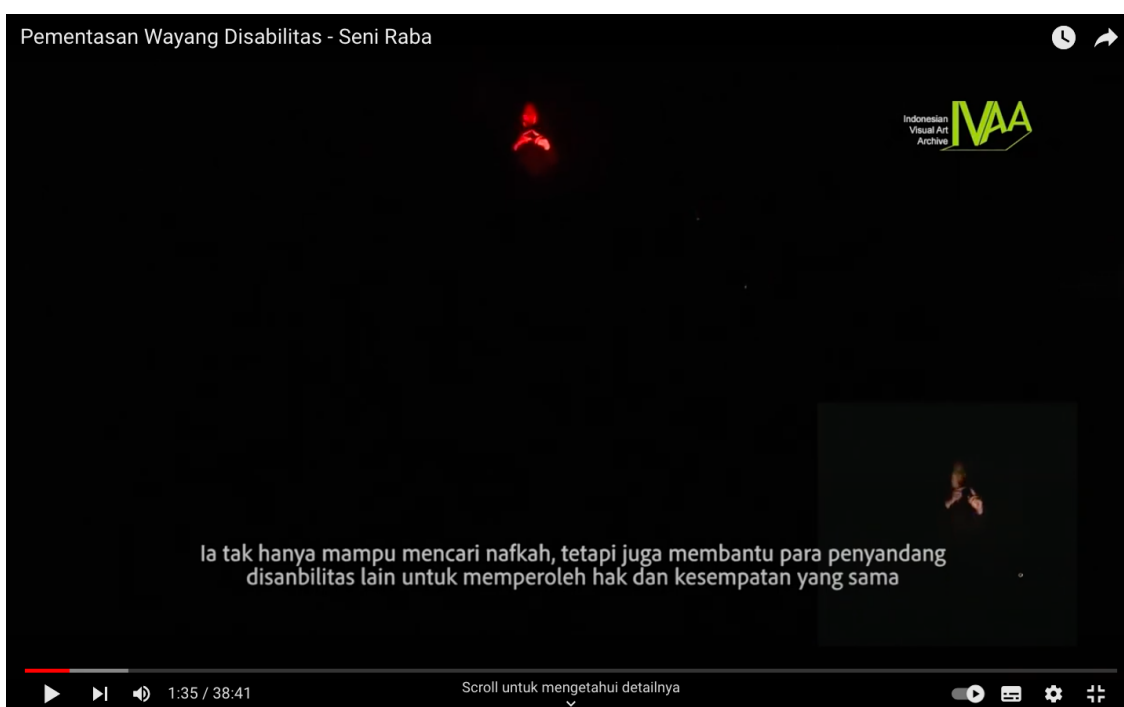 Pementasan Wayang Disabilitas - Seni Raba
Indonesian
Visual Art
Archive
IVAA
Ia tak hanya mampu mencari nafkah, tetapi juga membantu para penyandang
disanbilitas lain untuk memperoleh hak dan kesempatan yang sama
1:35 / 38:41
Scroll untuk mengetahui detailnya